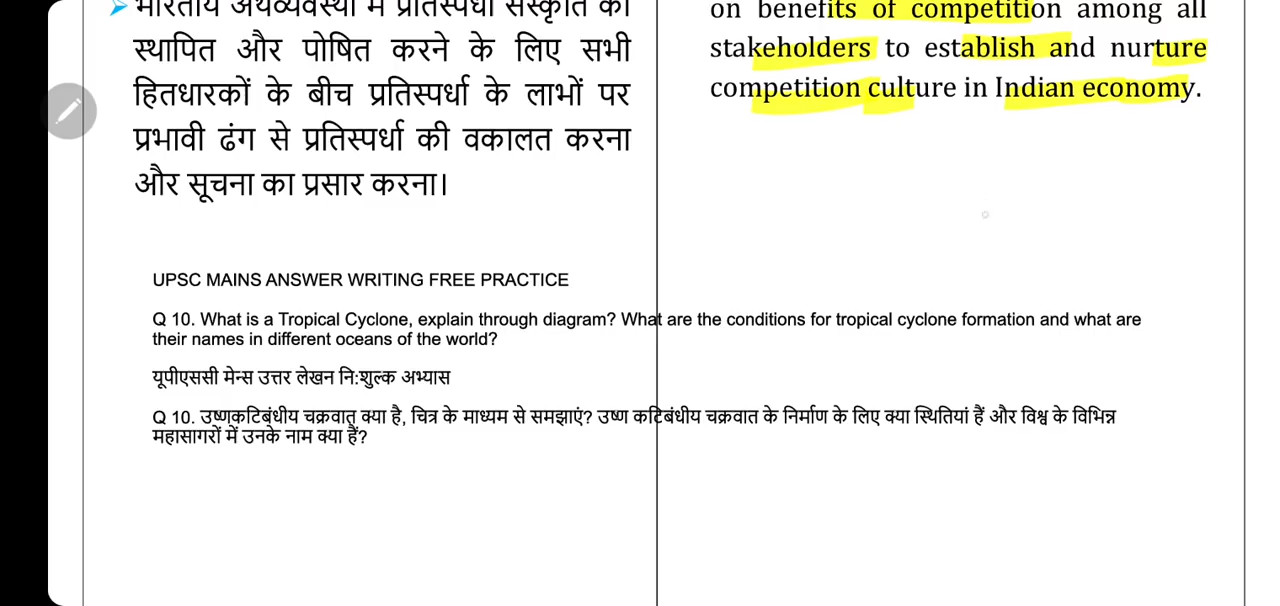 भारतीय अर्थव्यवस्था में प्रतिस्पर्धा संस्कृति को
स्थापित और पोषित करने के लिए सभी
हितधारकों के बीच प्रतिस्पर्धा के लाभों पर
प्रभावी ढंग से प्रतिस्पर्धा की वकालत करना
और सूचना का प्रसार करना।
on benefits of competition among all
stakeholders to establish and nurture
competition culture in Indian economy.
UPSC MAINS ANSWER WRITING FREE PRACTICE
Q 10. What is a Tropical Cyclone, explain through diagram? What are the conditions for tropical cyclone formation and what are
their names in different oceans of the world?
यूपीएससी मेन्स उत्तर लेखन नि:शुल्क अभ्यास
Q 10. उष्णकटिबंधीय चक्रवात क्या है, चित्र के माध्यम से समझाएं? उष्ण कटिबंधीय चक्रवात के निर्माण के लिए क्या स्थितियां हैं और विश्व के विभिन्न
महासागरों में उनके नाम क्या हैं?